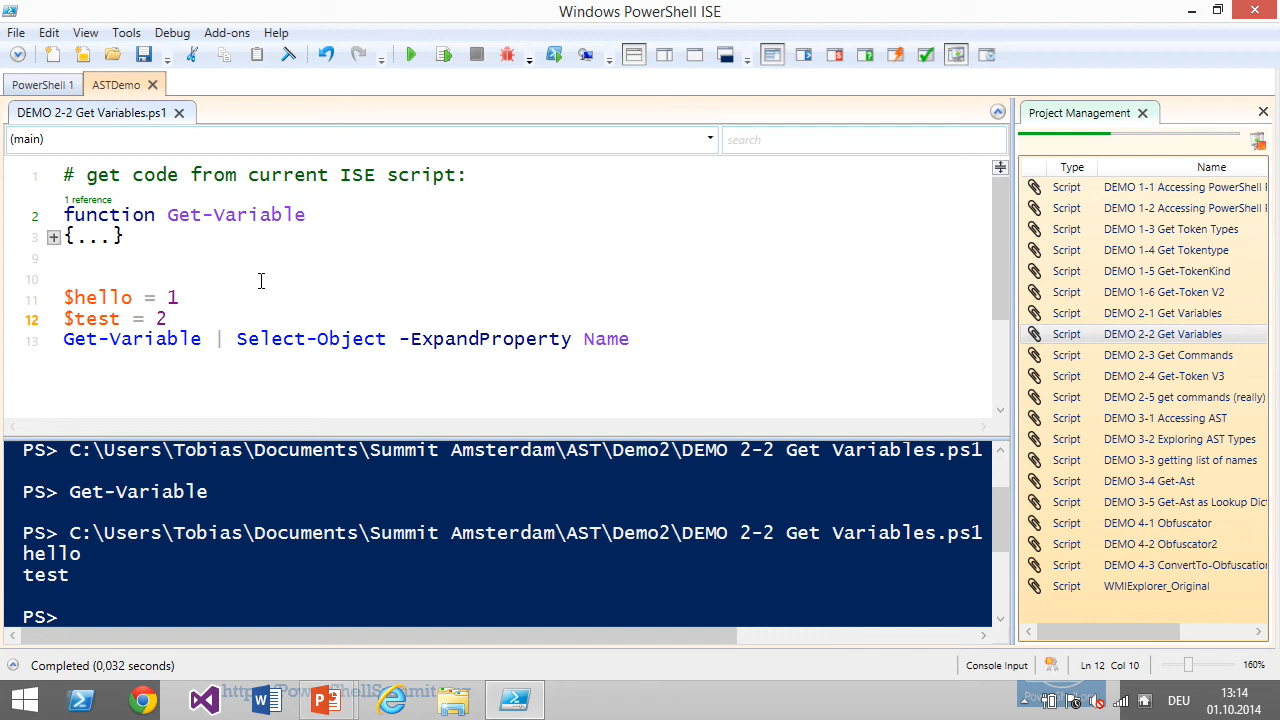 Windows PowerShell ISE
File Edit View Tools Debug Add-ons Help
PowerShell 1
ASTDemo
DEMO 2-2 Get Variables.ps1
(main)
search
1 # get code from current ISE script:
1 reference
2 function Get-Variable
3 {...}
9
10
11 $hello = 1
12 $test = 2
13 Get-Variable | Select-Object -ExpandProperty Name
PS> C:\Users\Tobias\Documents\Summit Amsterdam\AST\Demo2\DEMO 2-2 Get Variables.ps1
PS> Get-Variable
PS> C:\Users\Tobias\Documents\Summit Amsterdam\AST\Demo2\DEMO 2-2 Get Variables.ps1
hello
test
PS>
Project Management
Type Name
Script DEMO 1-1 Accessing PowerShell
Script DEMO 1-2 Accessing PowerShell
Script DEMO 1-3 Get Token Types
Script DEMO 1-4 Get Tokentype
Script DEMO 1-5 Get-TokenKind
Script DEMO 1-6 Get-Token V2
Script DEMO 2-1 Get Variables
Script DEMO 2-2 Get Variables
Script DEMO 2-3 Get Commands
Script DEMO 2-4 Get-Token V3
Script DEMO 2-5 get commands (really)
Script DEMO 3-1 Accessing AST
Script DEMO 3-2 Exploring AST Types
Script DEMO 3-3 getting list of names
Script DEMO 3-4 Get-Ast
Script DEMO 3-5 Get-Ast as Lookup Dict
Script DEMO 4-1 Obfuscator
Script DEMO 4-2 Obfuscator2
Script DEMO 4-3 ConvertTo-Obfuscation
Script WMIExplorer_Original
Completed (0,032 seconds)
Console Input
Ln 12 Col 10
160%
DEU
13:14
01.10.2014